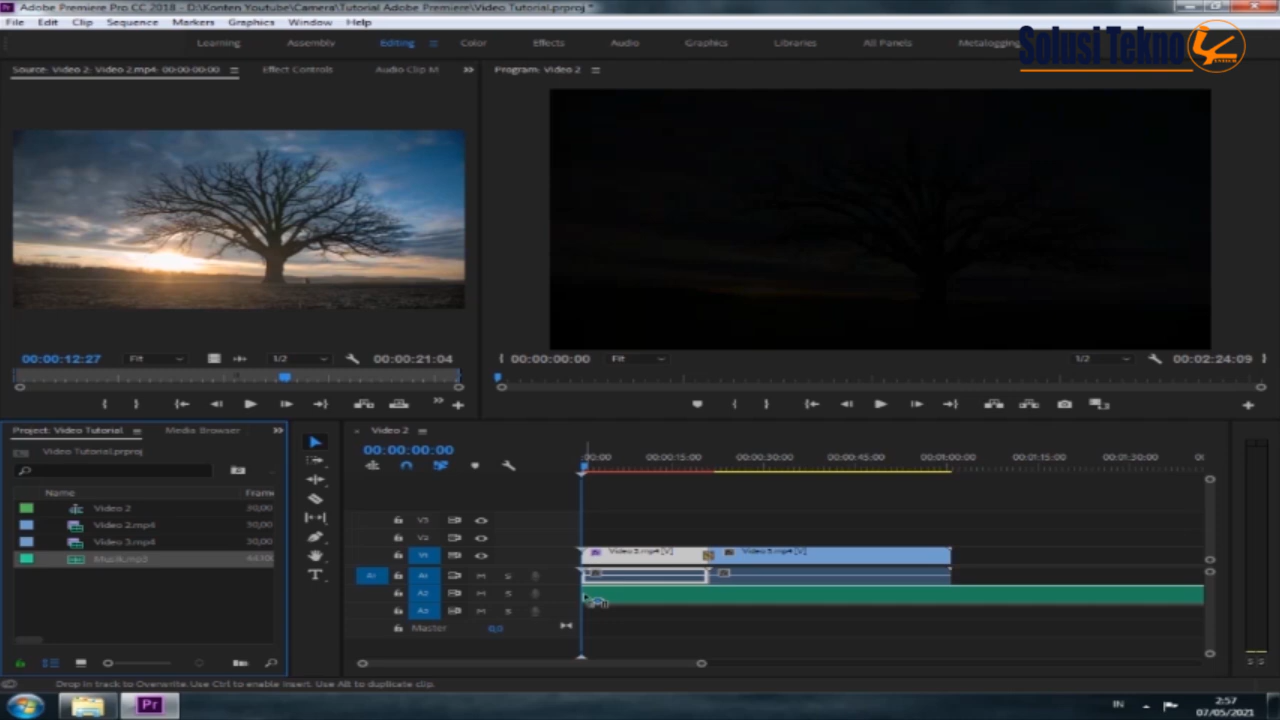 Adobe Premiere Pro CC 2018 - D:\Konten Youtube\Camera\Tutorial Adobe Premiere\Video Tutorial.prproj *
File Edit Clip Sequence Markers Graphics Window Help
Learning Assembly Editing Color Effects Audio Graphics Libraries All Panels Metalogging
Solusi Tekno
Source: Video 2: Video 2.mp4: 00:00:00:00 Effect Controls Audio Clip M
Program: Video 2
00:00:12:27 Fit 1/2 00:00:21:04
00:00:00:00 Fit 1/2 00:02:24:09
Project: Video Tutorial Media Browser
Video Tutorial.prproj
Name Frame
Video 2 30,00
Video 2.mp4 30,00
Video 3.mp4 30,00
Musik.mp3 44.100
Video 2
00:00:00:00
:00:00 00:00:15:00 00:00:30:00 00:00:45:00 00:01:00:00 00:01:15:00 00:01:30:00
V3
V2
V1
A1 A1 M S
A2 M S
A3 M S
Master 0,0
S S
Drop in track to Overwrite. Use Ctrl to enable Insert. Use Alt to duplicate clip.
Pr
IN
2:57
07/05/2021